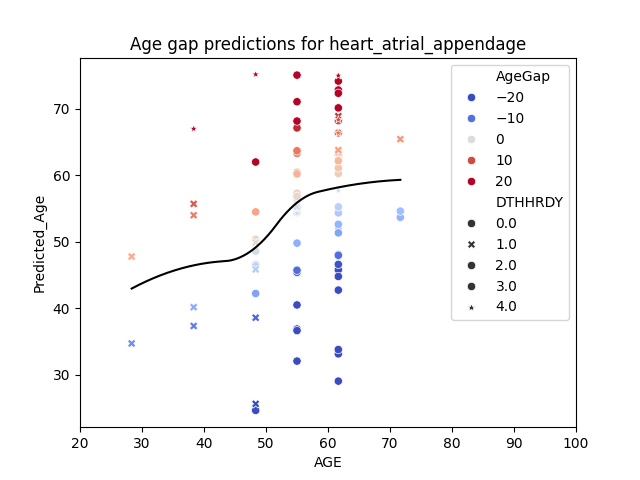 Age gap predictions for heart_atrial_appendage
AgeGap
−20
−10
0
10
20
DTHHRDY
0.0
1.0
2.0
3.0
4.0
Predicted_Age
70
60
50
40
30
20 30 40 50 60 70 80 90 100
AGE